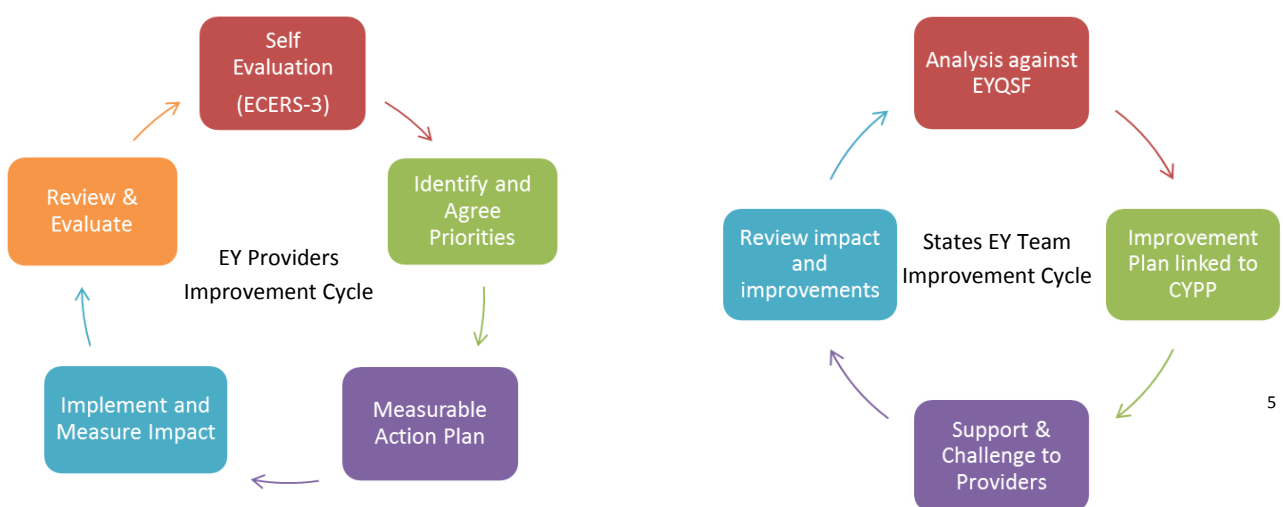 Self
Evaluation
(ECERS-3)
Identify and
Agree
Priorities
Measurable
Action Plan
Implement and
Measure Impact
Review &
Evaluate
EY Providers
Improvement Cycle
Analysis against
EYQSF
Improvement
Plan linked to
CYPP
Support &
Challenge to
Providers
Review impact
and
improvements
States EY Team
Improvement Cycle
5